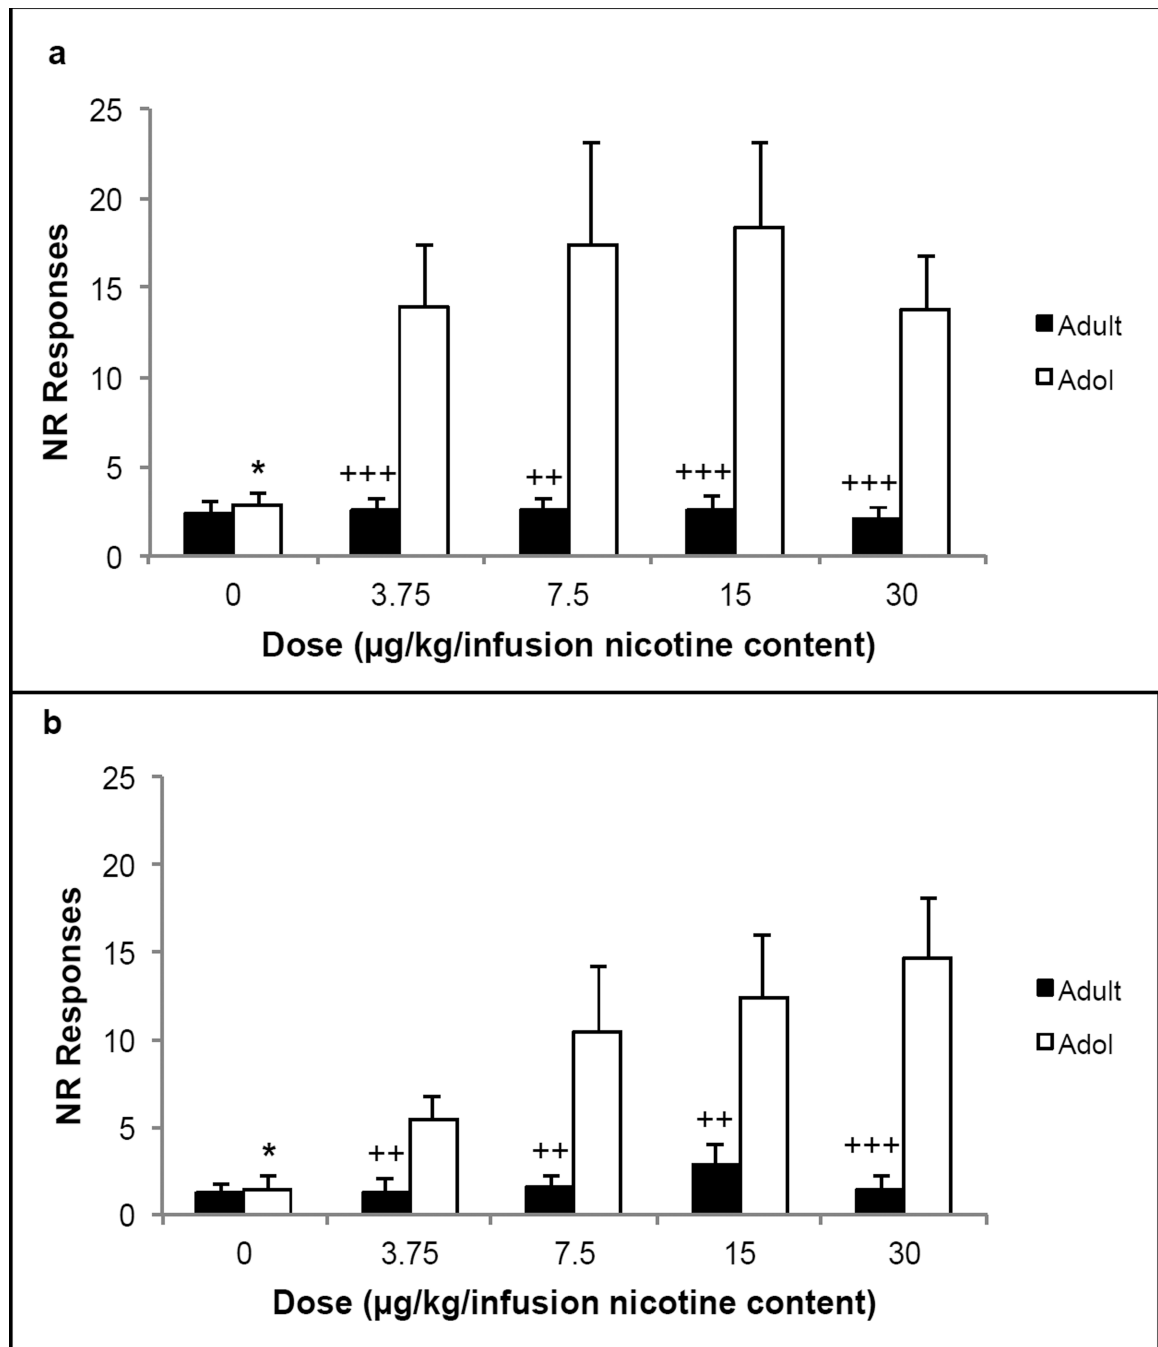 a
25
20
15
10
5
0
NR Responses
*
+++
++
+++
+++
Adult
Adol
0 3.75 7.5 15 30
Dose (µg/kg/infusion nicotine content)
b
25
20
15
10
5
0
NR Responses
*
++
++
++
+++
Adult
Adol
0 3.75 7.5 15 30
Dose (µg/kg/infusion nicotine content)